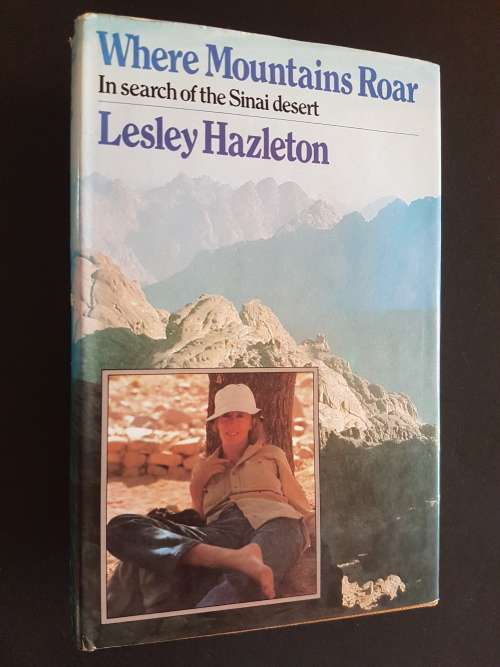 Where Mountains Roar
In search of the Sinai desert
Lesley Hazleton